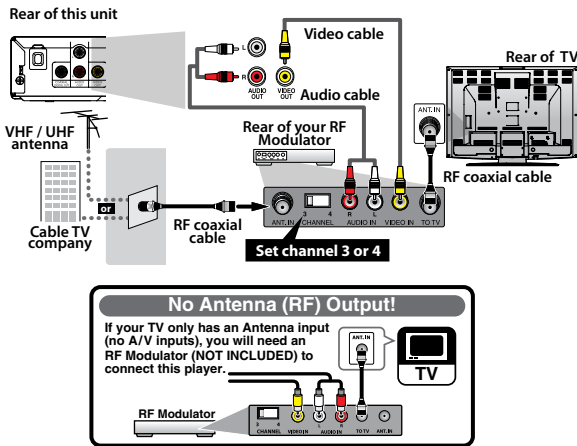 Rear of this unit
Video cable
L
R
AUDIO OUT
VIDEO OUT
Audio cable
Rear of TV
ANT. IN
VHF / UHF antenna
Rear of your RF Modulator
RF coaxial cable
or
Cable TV company
RF coaxial cable
ANT. IN
3 4
CHANNEL
R L
AUDIO IN
VIDEO IN
TO TV
Set channel 3 or 4
No Antenna (RF) Output!
If your TV only has an Antenna input
(no A/V inputs), you will need an
RF Modulator (NOT INCLUDED) to
connect this player.
ANT. IN
TV
RF Modulator
3 4
CHANNEL
VIDEO IN
L R
AUDIO IN
TO TV
ANT. IN